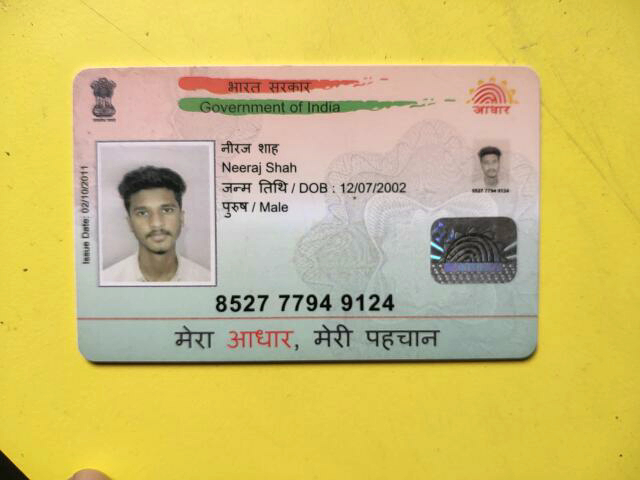 भारत सरकार
Government of India
आधार
Issue Date: 02/10/2011
नीरज शाह
Neeraj Shah
जन्म तिथि / DOB : 12/07/2002
पुरुष / Male
8527 7794 9124
8527 7794 9124
मेरा आधार, मेरी पहचान